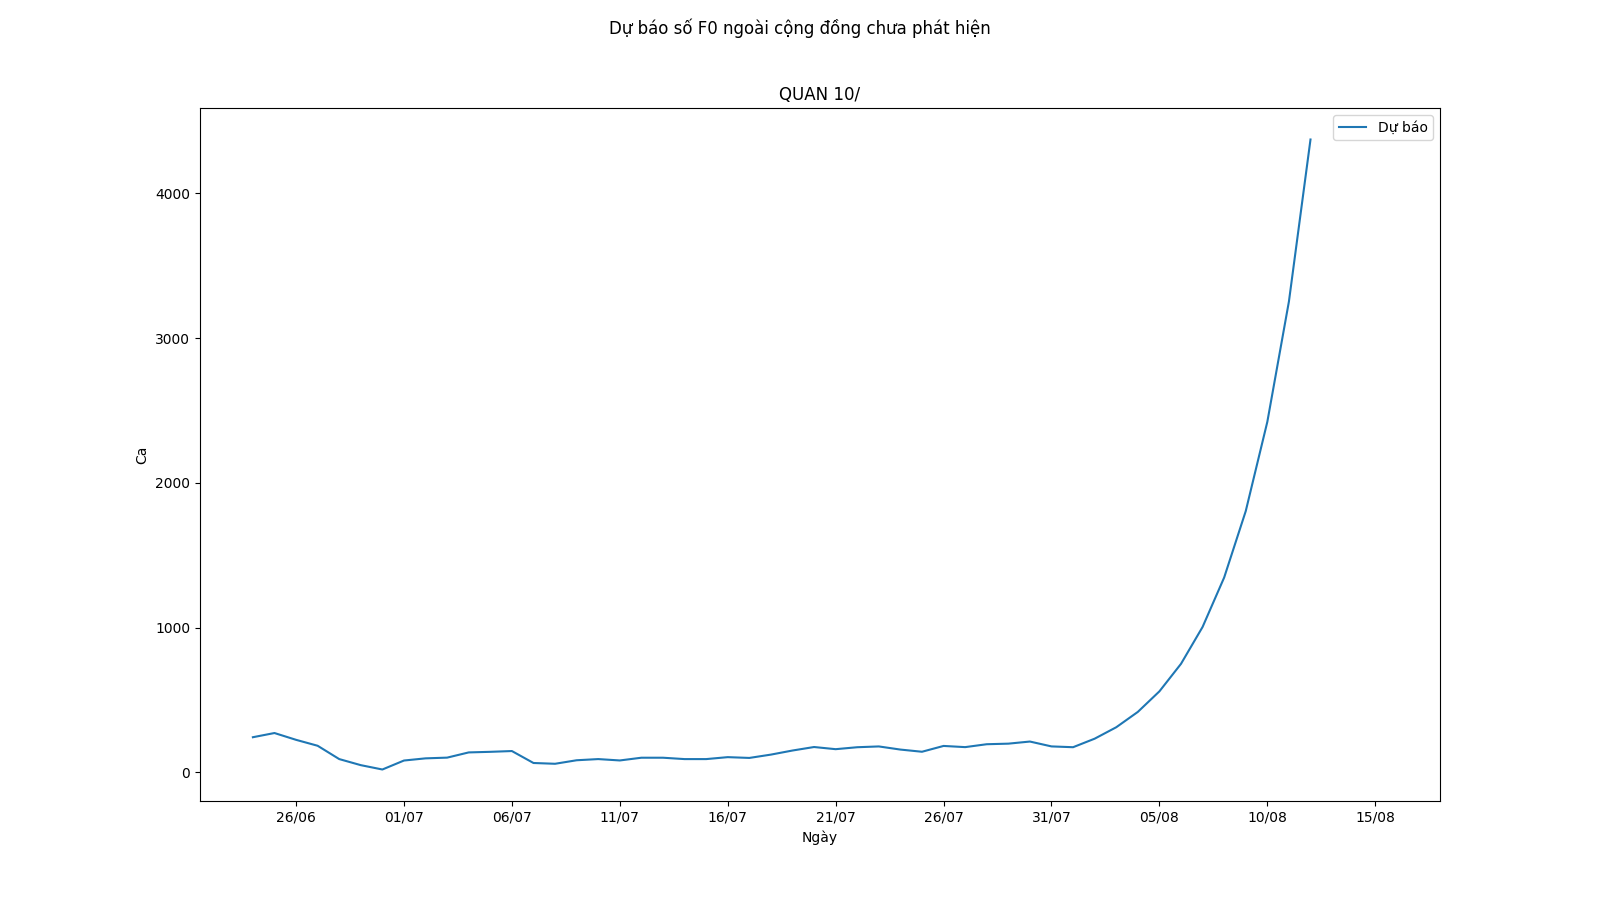 Dự báo số F0 ngoài cộng đồng chưa phát hiện
QUAN 10/
Dự báo
4000
3000
2000
1000
0
Ca
26/06 01/07 06/07 11/07 16/07 21/07 26/07 31/07 05/08 10/08 15/08
Ngày